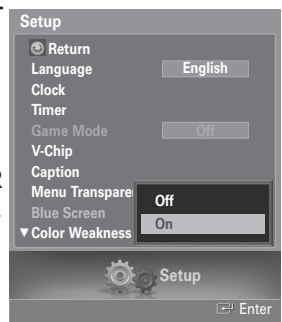 Setup
Return
Language English
Clock
Timer
Game Mode Off
V-Chip
Caption
Menu Transpare
Off
Blue Screen
On
▼ Color Weakness
Setup
Enter
R